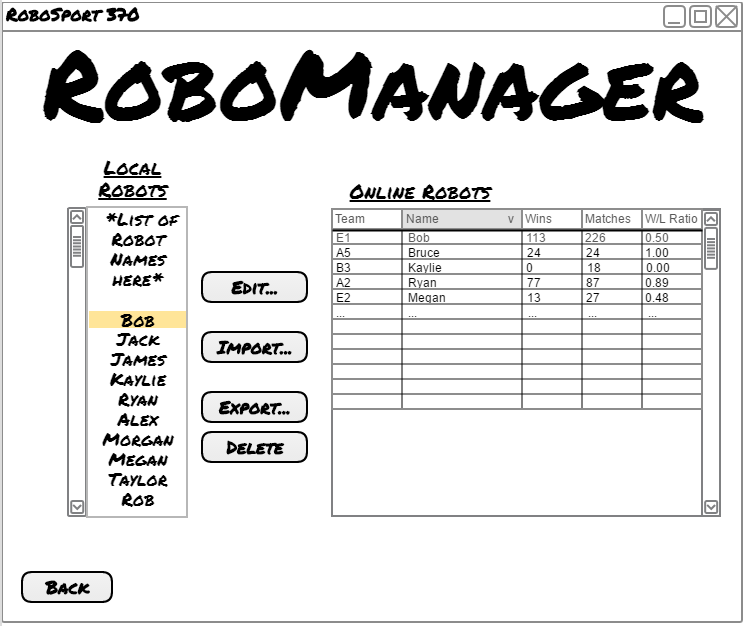 RoboSport 370
RoboManager
Local
Robots
*List of
Robot
Names
here*
Bob
Jack
James
Kaylie
Ryan
Alex
Morgan
Megan
Taylor
Rob
Edit...
Import...
Export...
Delete
Online Robots
Team Name v Wins Matches W/L Ratio
E1 Bob 113 226 0.50
A5 Bruce 24 24 1.00
B3 Kaylie 0 18 0.00
A2 Ryan 77 87 0.89
E2 Megan 13 27 0.48
... ... ... ... ...
Back